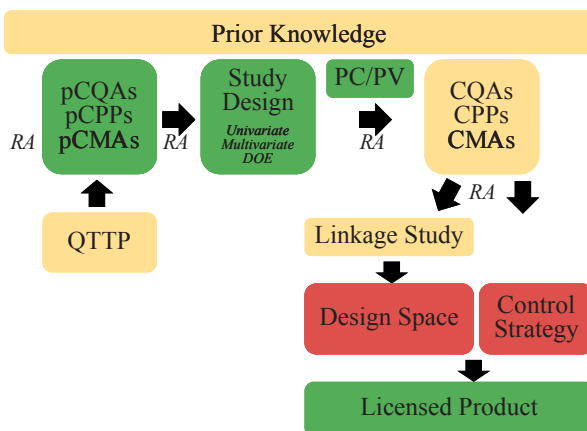 Prior Knowledge
pCQAs
pCPPs
pCMAs
RA
RA
Study
Design
Univariate
Multivariate
DOE
PC/PV
RA
CQAs
CPPs
CMAs
RA
QTTP
Linkage Study
Design Space
Control
Strategy
Licensed Product